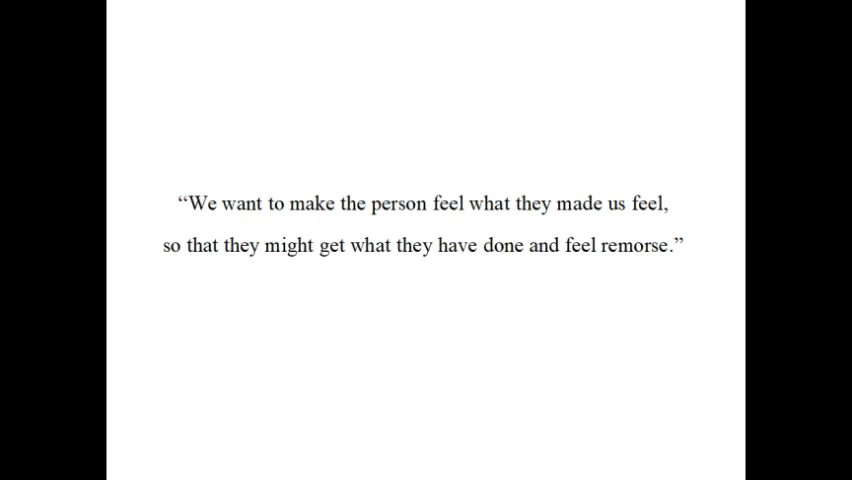 “We want to make the person feel what they made us feel,
so that they might get what they have done and feel remorse.”